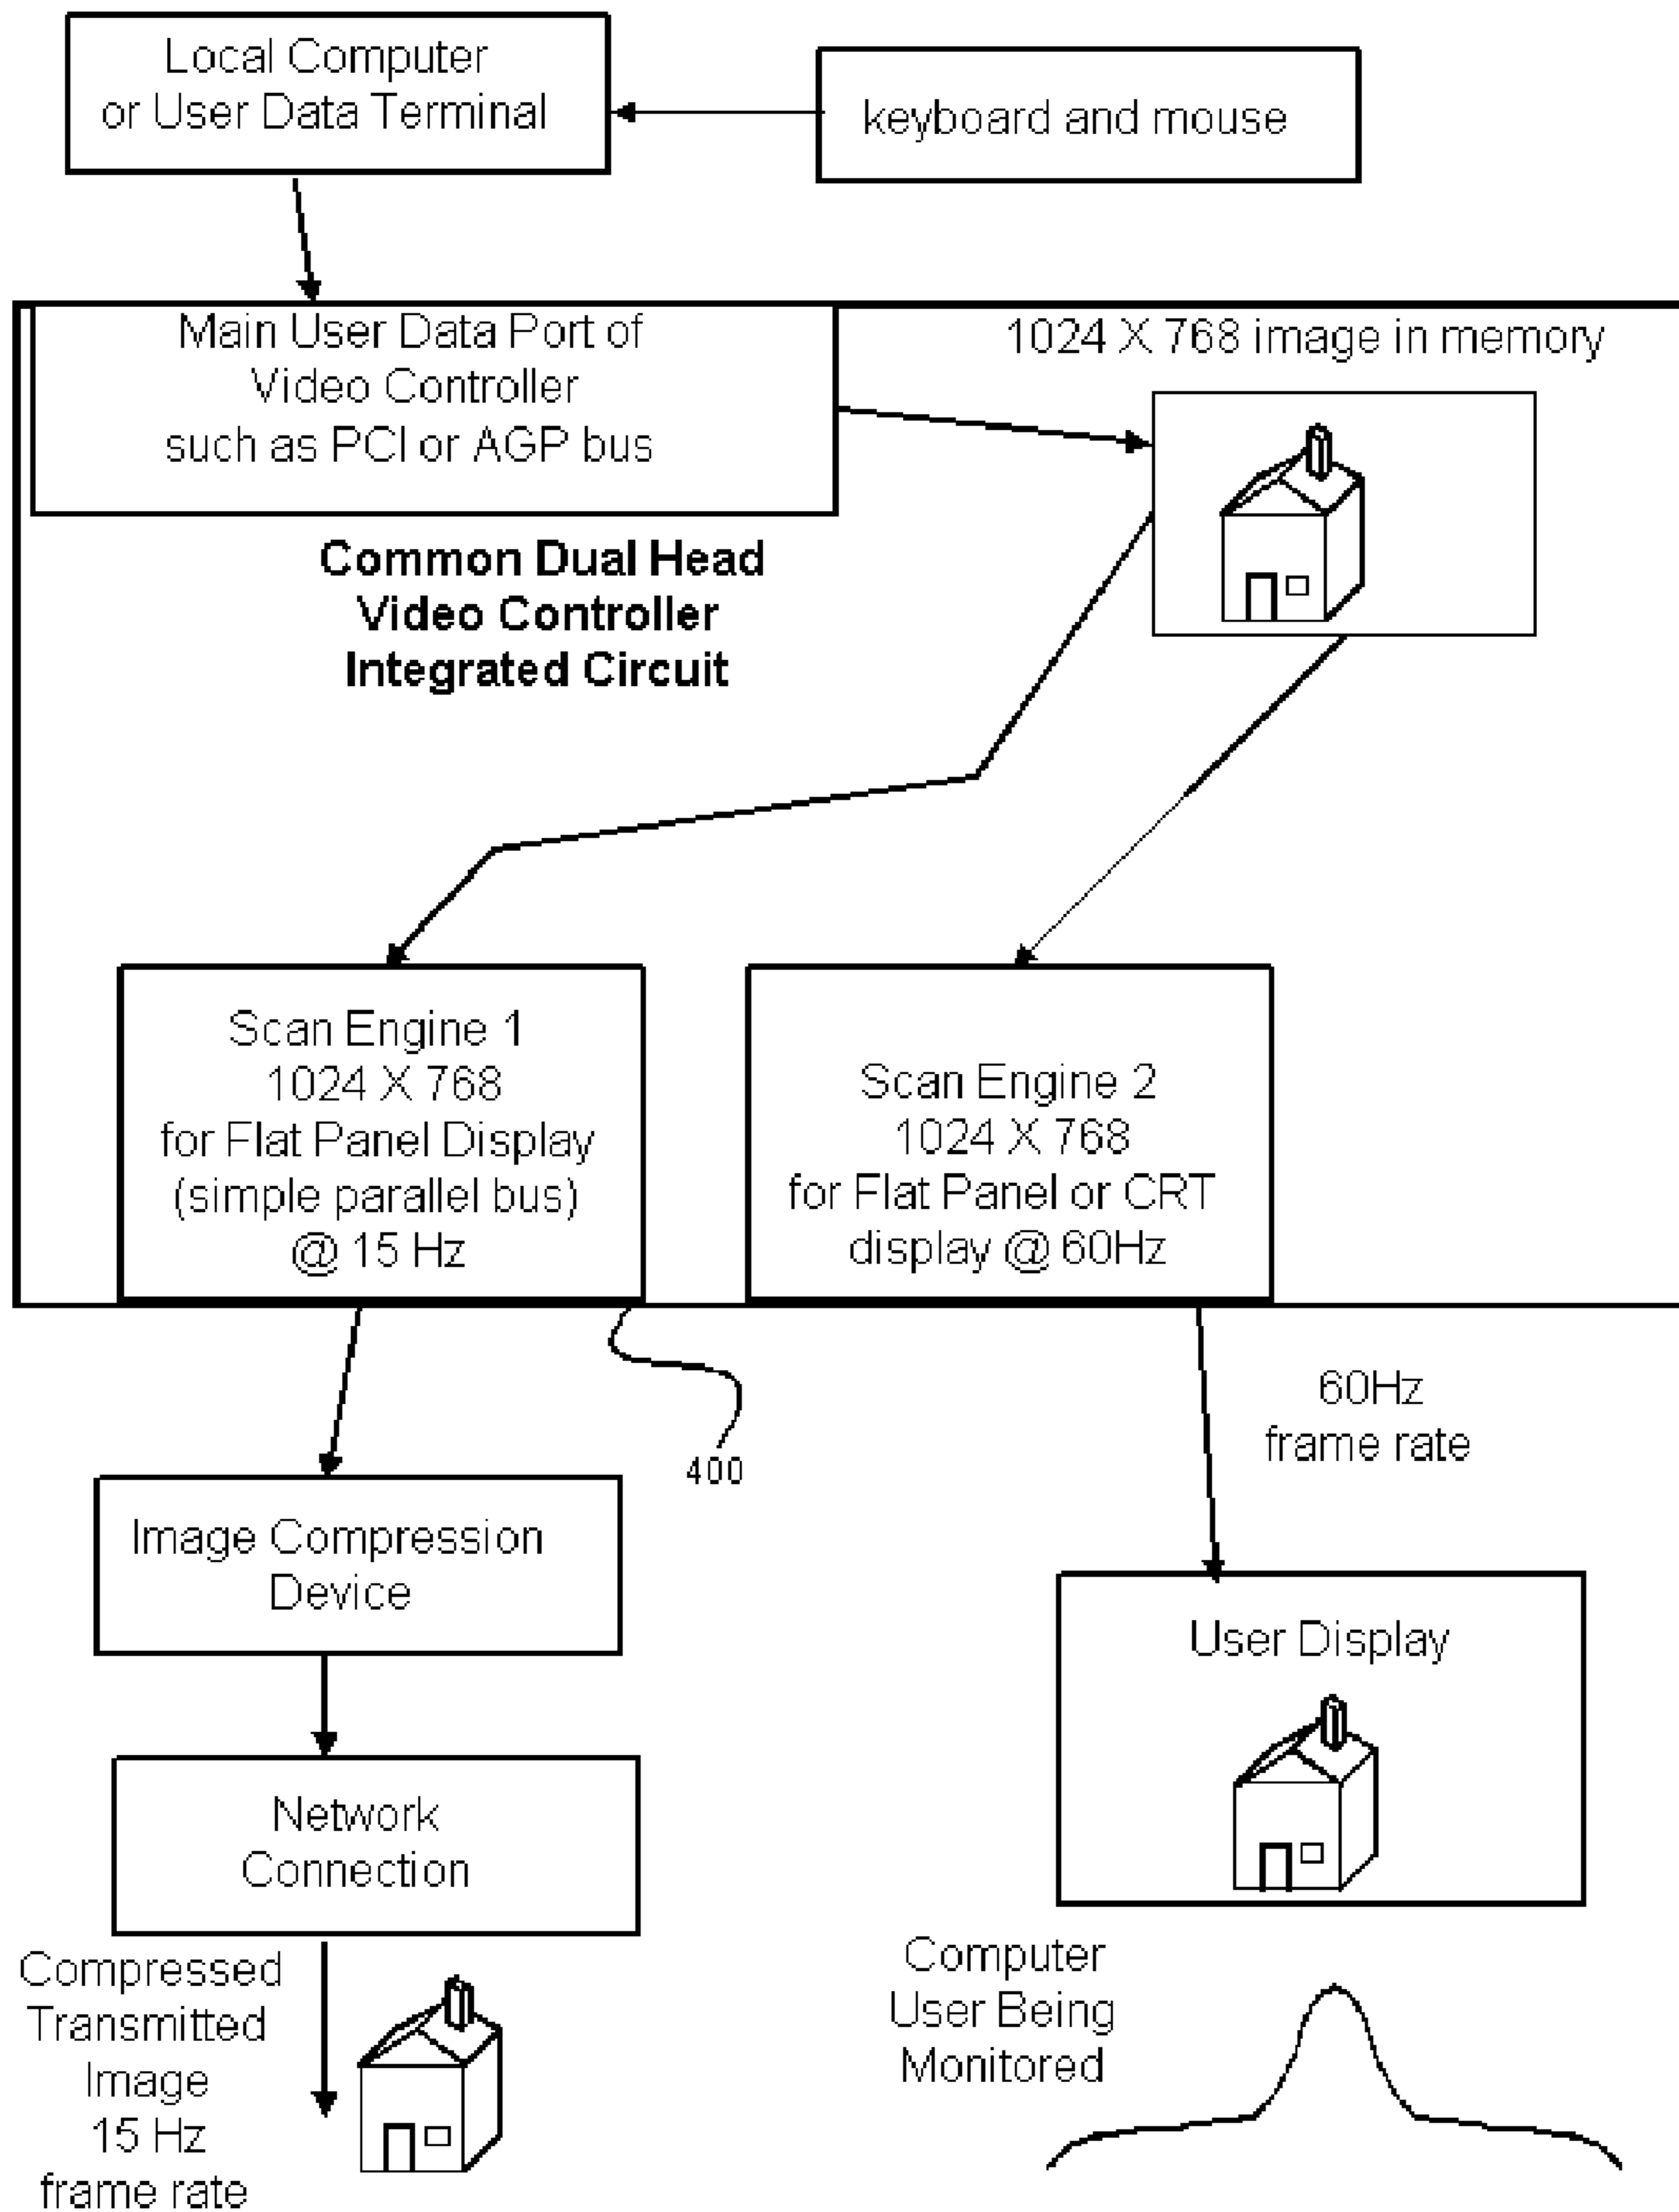 Local Computer
or User Data Terminal
keyboard and mouse
Main User Data Port of
Video Controller
such as PCI or AGP bus
1024 X 768 image in memory
Common Dual Head
Video Controller
Integrated Circuit
Scan Engine 1
1024 X 768
for Flat Panel Display
(simple parallel bus)
@ 15 Hz
Scan Engine 2
1024 X 768
for Flat Panel or CRT
display @ 60Hz
400
60Hz
frame rate
Image Compression
Device
User Display
Network
Connection
Compressed
Transmitted
Image
15 Hz
frame rate
Computer
User Being
Monitored